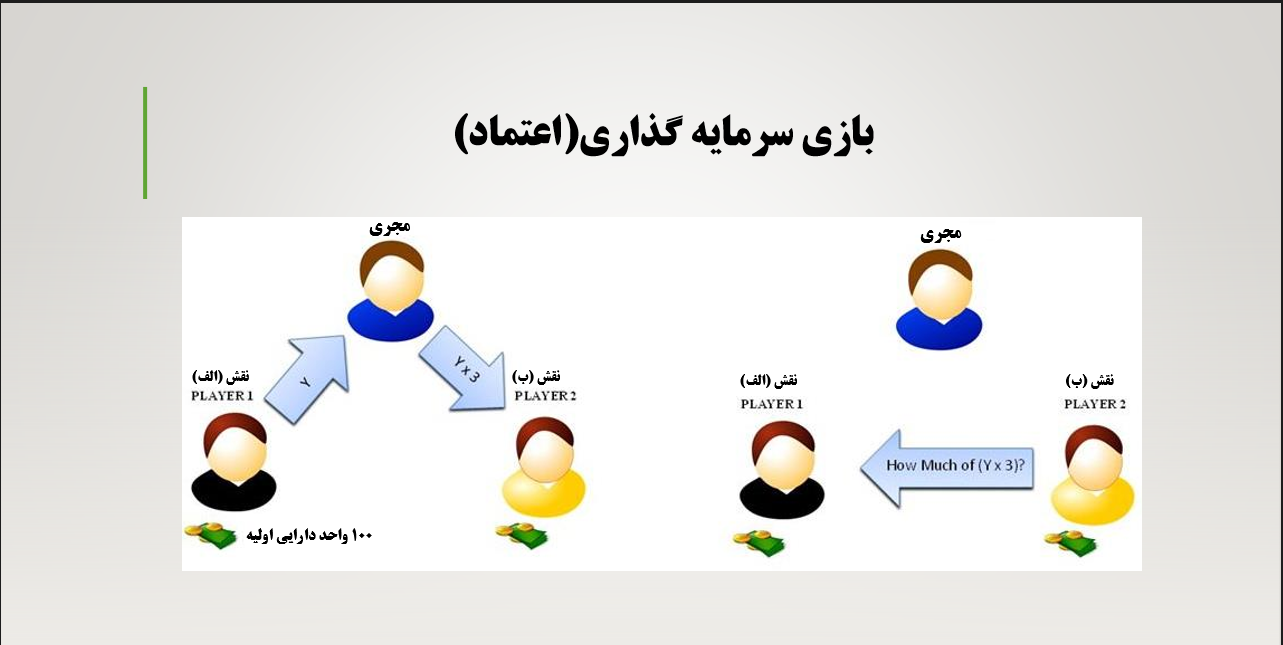 بازی سرمایه گذاری(اعتماد)
مجری
Y
Y x 3
نقش (الف)
PLAYER 1
نقش (ب)
PLAYER 2
۱۰۰ واحد دارایی اولیه
مجری
نقش (الف)
PLAYER 1
نقش (ب)
PLAYER 2
How Much of (Y x 3)?